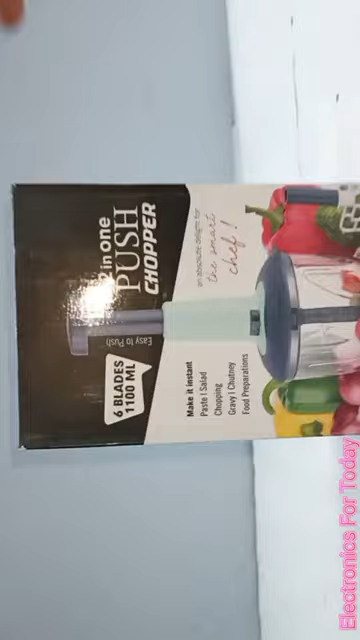 2 in one
PUSH
CHOPPER
an absolute delight for
the smart
chef!
Easy to Push
6 BLADES
1100 ML
Make it instant
Paste | Salad
Chopping
Gravy | Chutney
Food Preparations
Electronics For Today